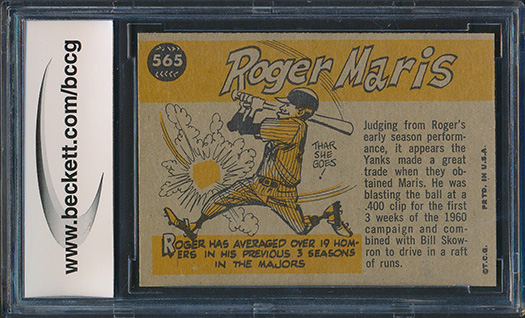 www.beckett.com/bccg
565
Roger Maris
THAR
SHE
GOES!
ROGER HAS AVERAGED OVER 19 HOM-
ERS IN HIS PREVIOUS 3 SEASONS
IN THE MAJORS
Judging from Roger's
early season perform-
ance, it appears the
Yanks made a great
trade when they ob-
tained Maris. He was
blasting the ball at a
.400 clip for the first
3 weeks of the 1960
campaign and com-
bined with Bill Skow-
ron to drive in a raft
of runs.
©T.C.G.
PRTD. IN U.S.A.